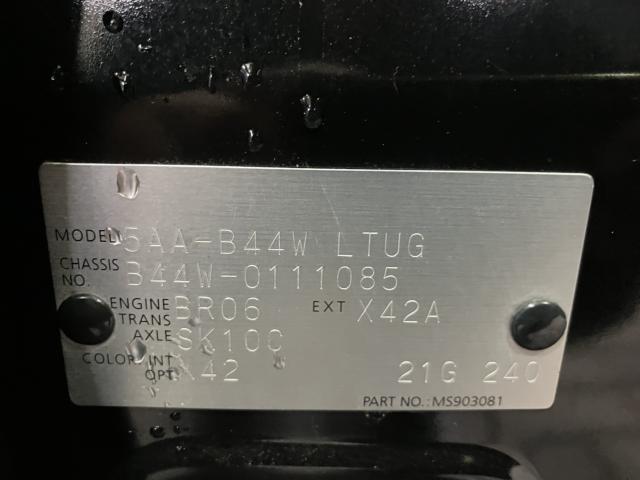 MODEL 5AA-B44W LTUG
CHASSIS NO. B44W-0111085
ENGINE BR06 EXT X42A
TRANS AXLE SK10C
COLOR INT OPT X42 21G 240
PART NO.: MS903081